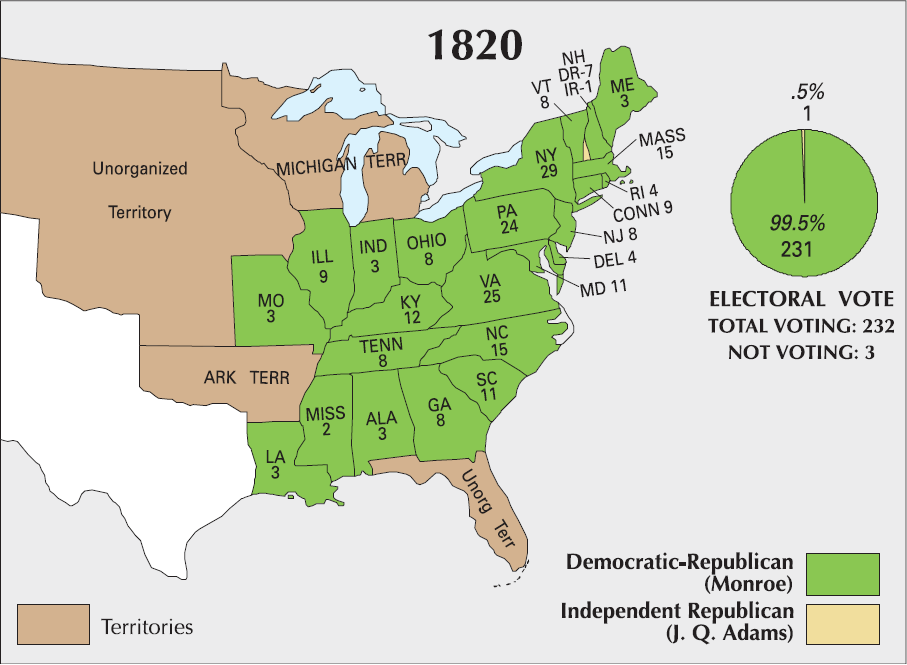 1820
NH
DR-7
IR-1
VT
8
ME
3
MASS
15
NY
29
RI 4
CONN 9
PA
24
NJ 8
DEL 4
MD 11
.5%
1
99.5%
231
ELECTORAL VOTE
TOTAL VOTING: 232
NOT VOTING: 3
Unorganized
Territory
MICHIGAN TERR
ILL
9
IND
3
OHIO
8
MO
3
KY
12
VA
25
TENN
8
NC
15
ARK TERR
SC
11
MISS
2
ALA
3
GA
8
LA
3
Unorg Terr
Democratic-Republican
(Monroe)
Independent Republican
(J. Q. Adams)
Territories